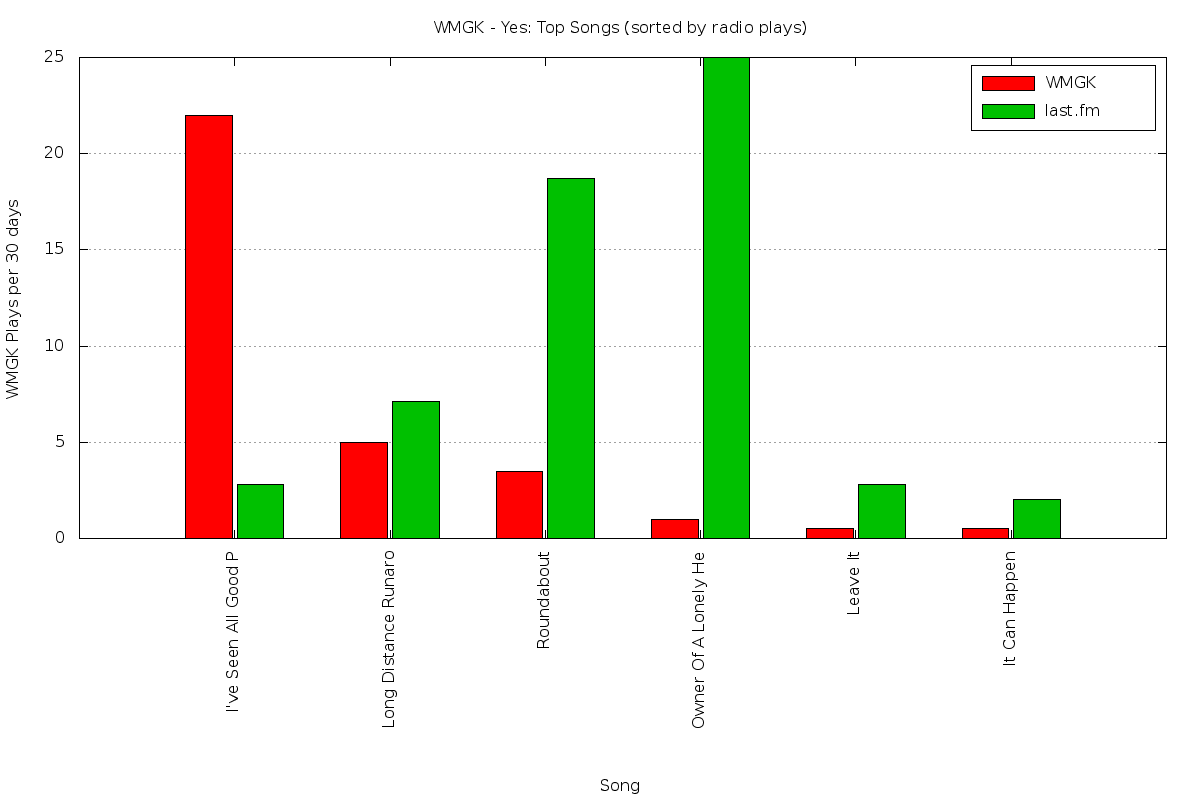 WMGK - Yes: Top Songs (sorted by radio plays)
WMGK
last.fm
25
20
15
10
5
0
WMGK Plays per 30 days
I've Seen All Good P
Long Distance Runaro
Roundabout
Owner Of A Lonely He
Leave It
It Can Happen
Song